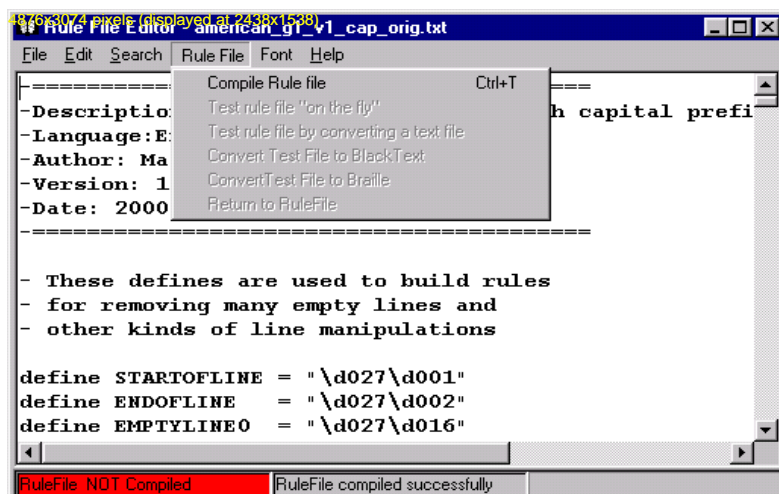 4876x3074 pixels (displayed at 2438x1538)
Rule File Editor - american_g1_v1_cap_orig.txt
File Edit Search Rule File Font Help
Compile Rule file Ctrl+T
Test rule file "on the fly"
Test rule file by converting a text file
Convert Test File to BlackText
ConvertTest File to Braille
Return to RuleFile
-=========== ===
-Descriptio h capital prefi
-Language:E
-Author: Ma
-Version: 1
-Date: 2000
-========================================
- These defines are used to build rules
- for removing many empty lines and
- other kinds of line manipulations
define STARTOFLINE = "\d027\d001"
define ENDOFLINE = "\d027\d002"
define EMPTYLINE0 = "\d027\d016"
RuleFile NOT Compiled RuleFile compiled successfully